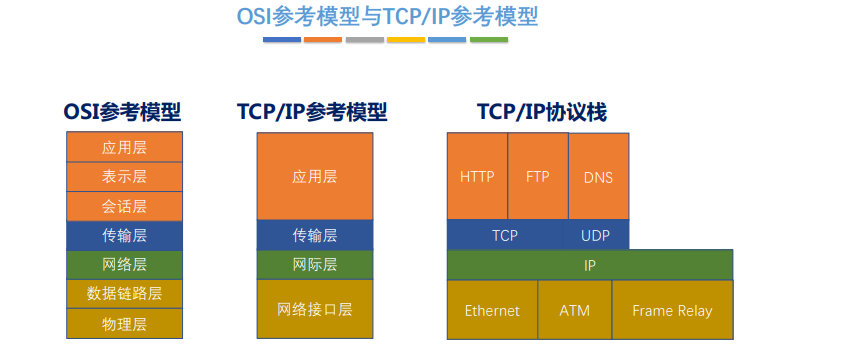 OSI参考模型与TCP/IP参考模型
OSI参考模型
应用层
表示层
会话层
传输层
网络层
数据链路层
物理层
TCP/IP参考模型
应用层
传输层
网际层
网络接口层
TCP/IP协议栈
HTTP FTP DNS
TCP UDP
IP
Ethernet ATM Frame Relay